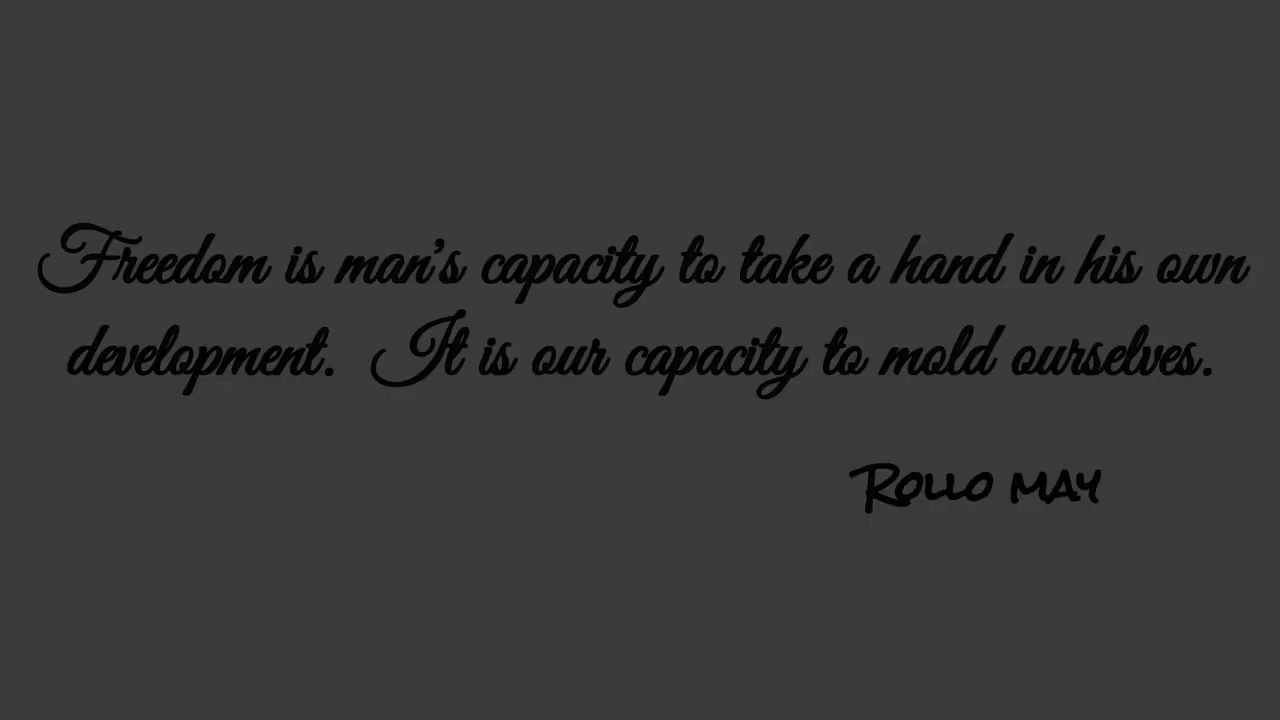 Freedom is man’s capacity to take a hand in his own
development.  It is our capacity to mold ourselves.
Rollo May